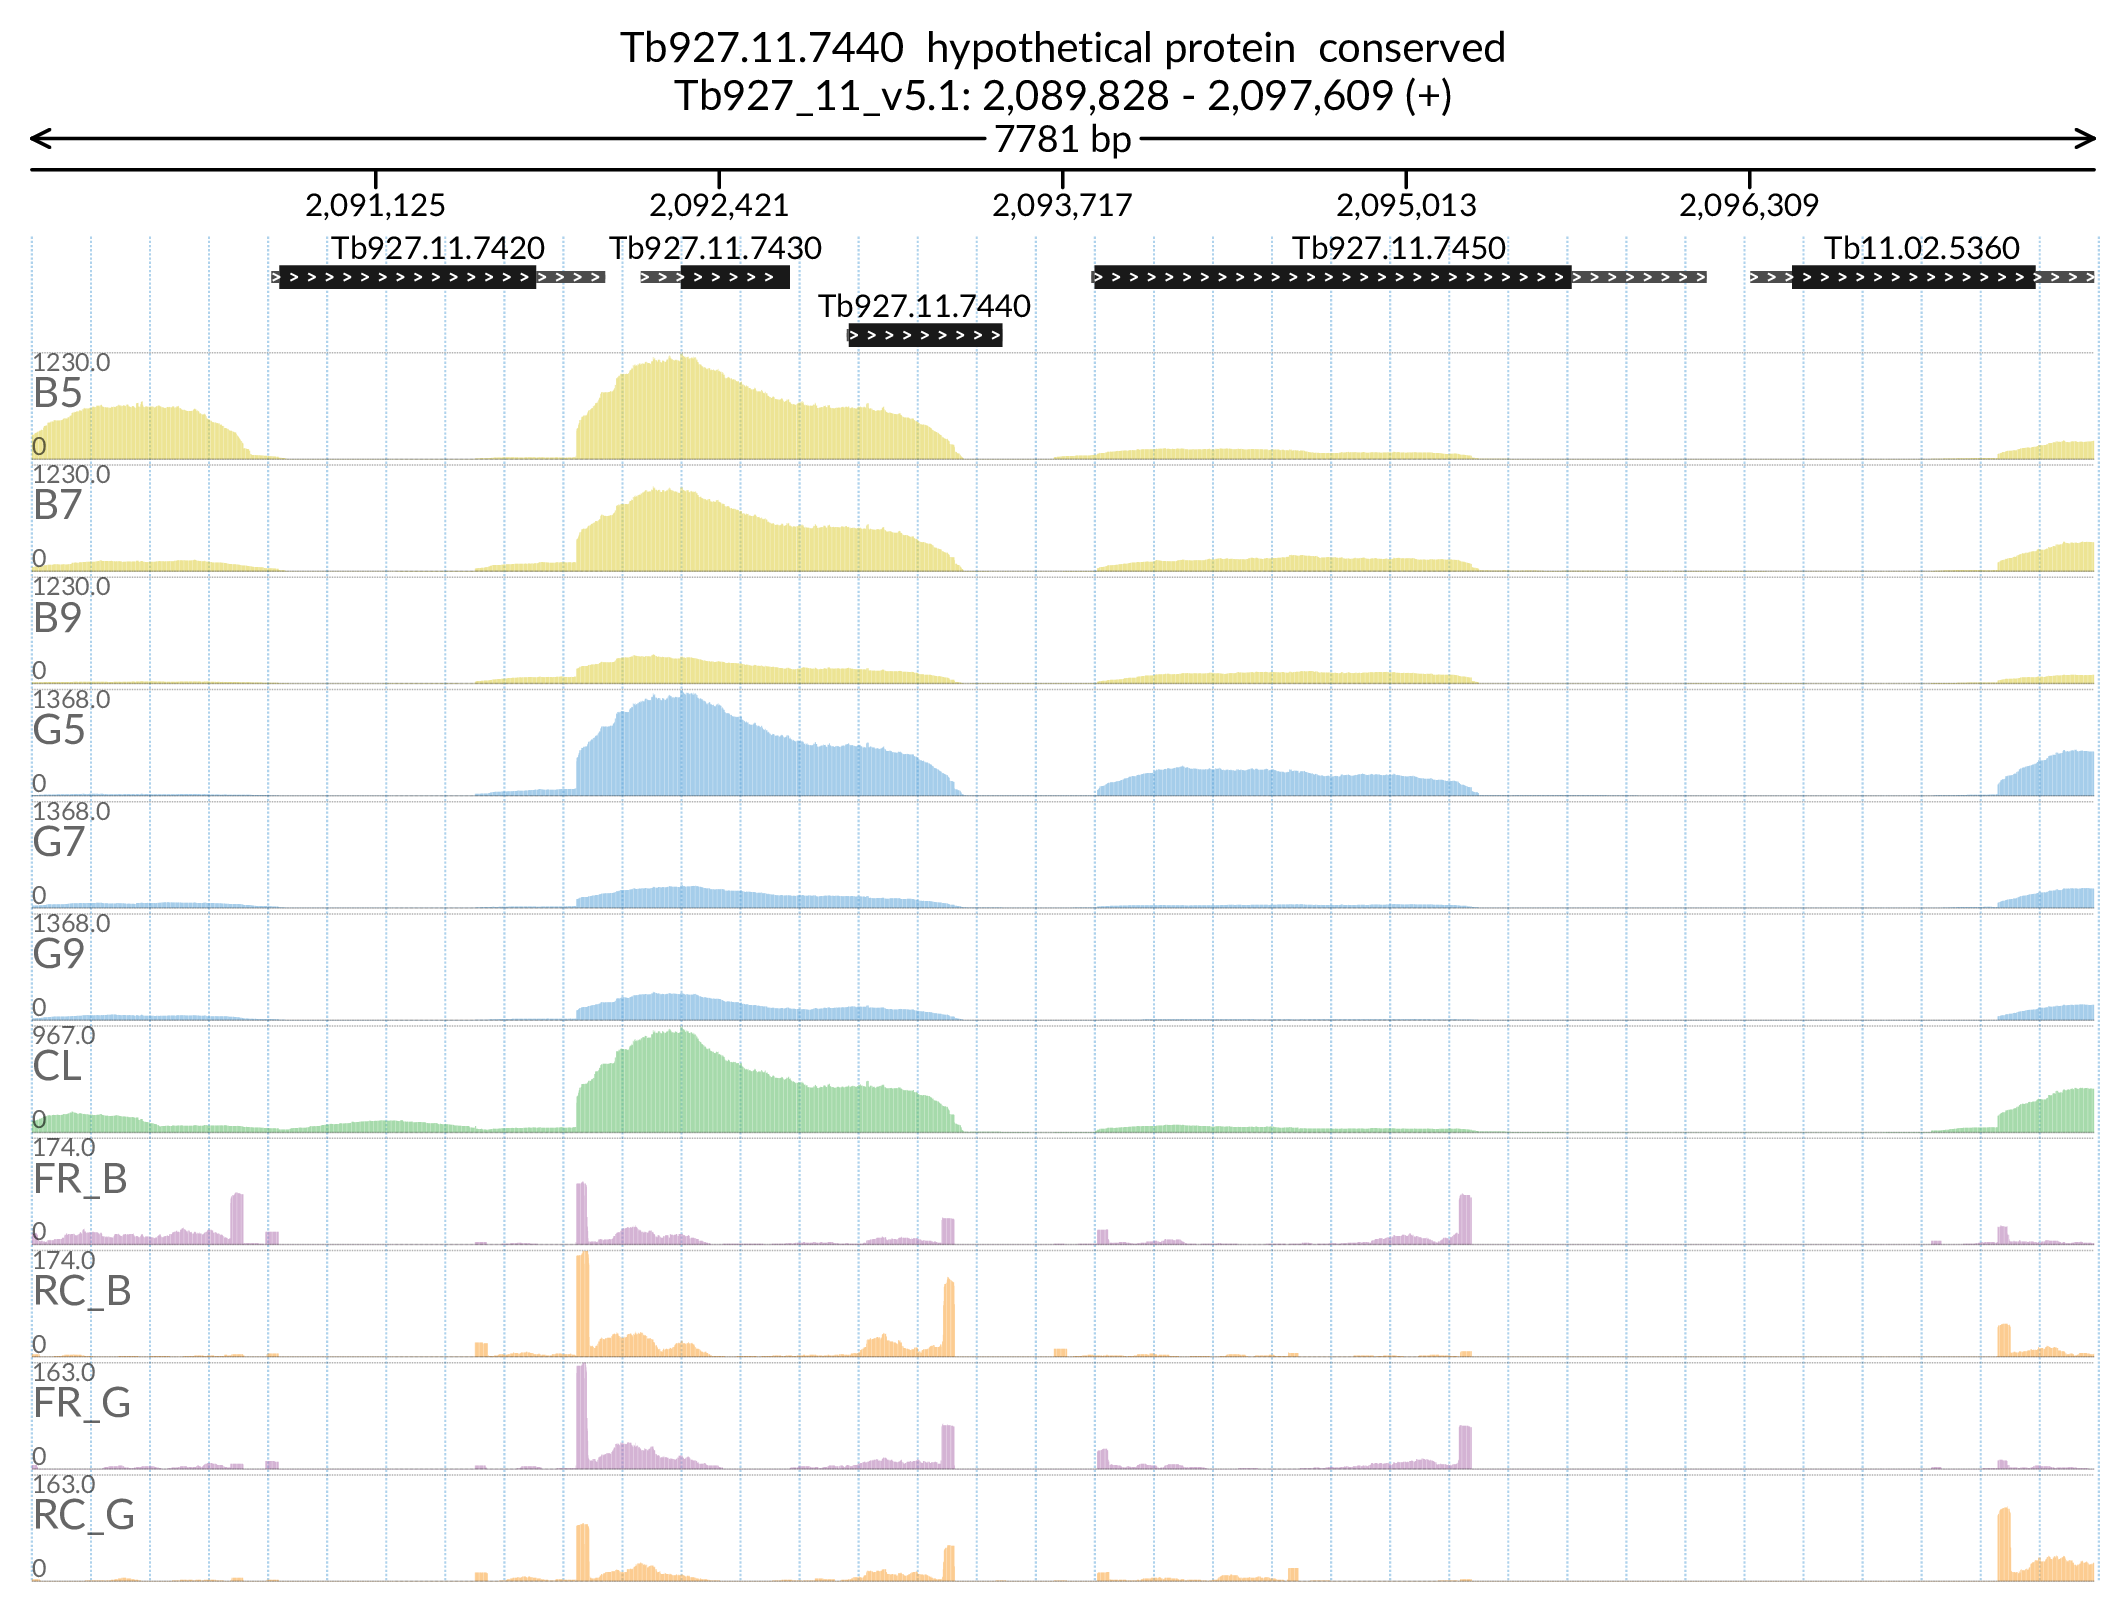 Tb927.11.7440  hypothetical protein  conserved
Tb927_11_v5.1: 2,089,828 - 2,097,609 (+)
7781 bp
2,091,125 2,092,421 2,093,717 2,095,013 2,096,309
Tb927.11.7420 Tb927.11.7430 Tb927.11.7450 Tb11.02.5360
Tb927.11.7440
1230.0
B5
0
1230.0
B7
0
1230.0
B9
0
1368.0
G5
0
1368.0
G7
0
1368.0
G9
0
967.0
CL
0
174.0
FR_B
0
174.0
RC_B
0
163.0
FR_G
0
163.0
RC_G
0